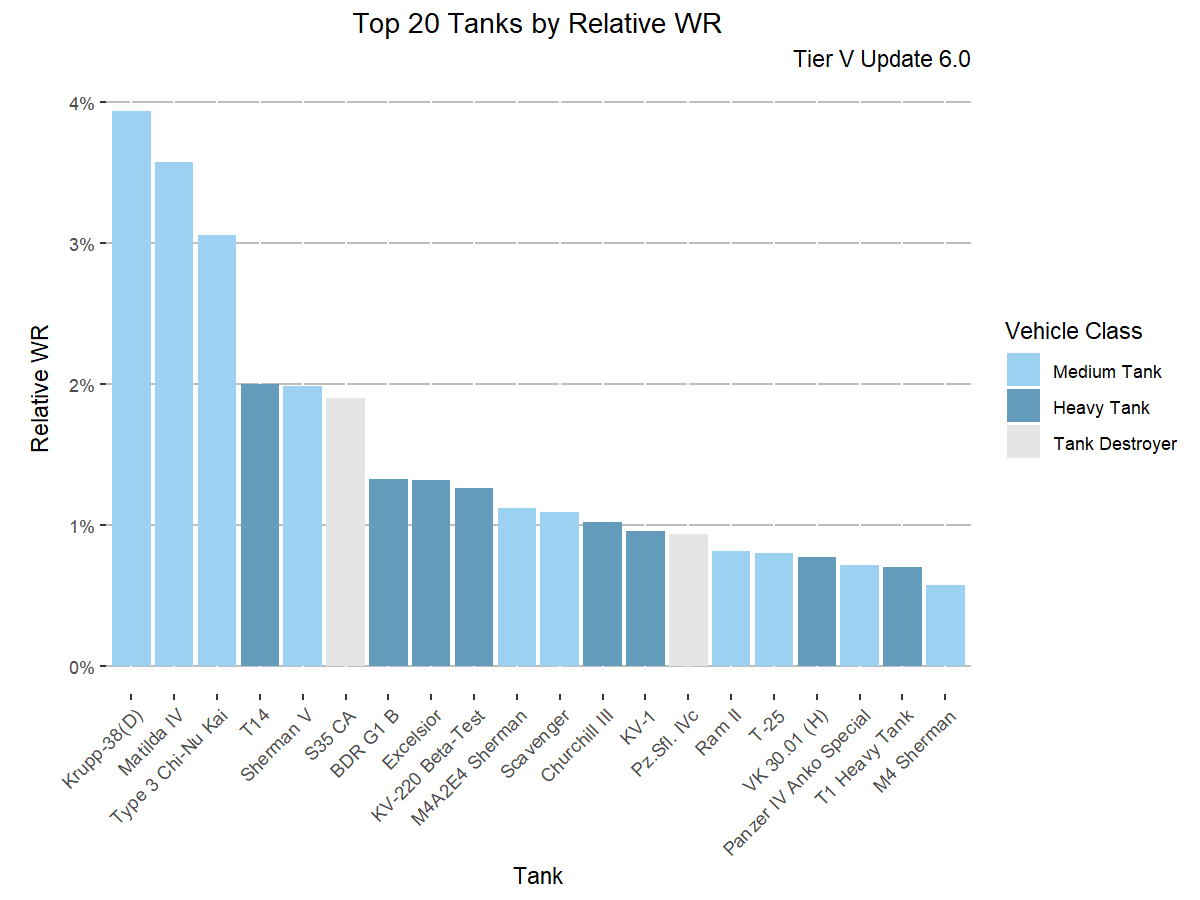 Top 20 Tanks by Relative WR
Tier V Update 6.0
4%
3%
2%
1%
0%
Relative WR
Krupp-38(D)
Matilda IV
Type 3 Chi-Nu Kai
T14
Sherman V
S35 CA
BDR G1 B
Excelsior
KV-220 Beta-Test
M4A2E4 Sherman
Scavenger
Churchill III
KV-1
Pz.Sfl. IVc
Ram II
T-25
VK 30.01 (H)
Panzer IV Anko Special
T1 Heavy Tank
M4 Sherman
Tank
Vehicle Class
Medium Tank
Heavy Tank
Tank Destroyer